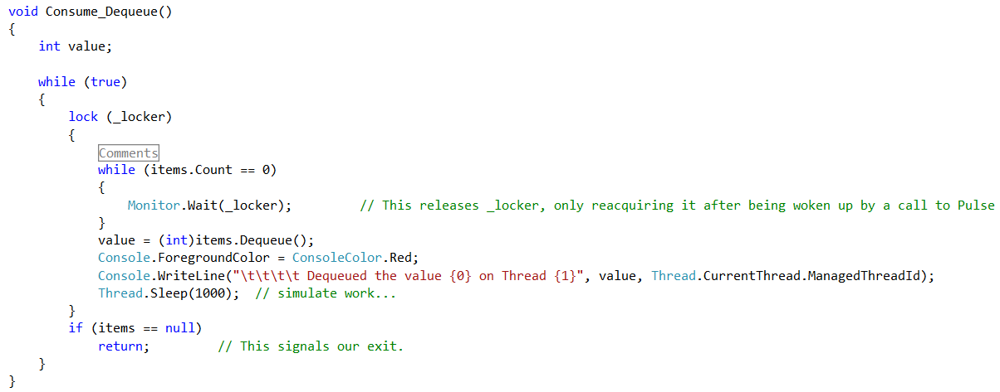 void Consume_Dequeue()
{
    int value;

    while (true)
    {
        lock (_locker)
        {
            Comments
            while (items.Count == 0)
            {
                Monitor.Wait(_locker);         // This releases _locker, only reacquiring it after being woken up by a call to Pulse
            }
            value = (int)items.Dequeue();
            Console.ForegroundColor = ConsoleColor.Red;
            Console.WriteLine("\t\t\t\t Dequeued the value {0} on Thread {1}", value, Thread.CurrentThread.ManagedThreadId);
            Thread.Sleep(1000);  // simulate work...
        }
        if (items == null)
            return;         // This signals our exit.
    }
}